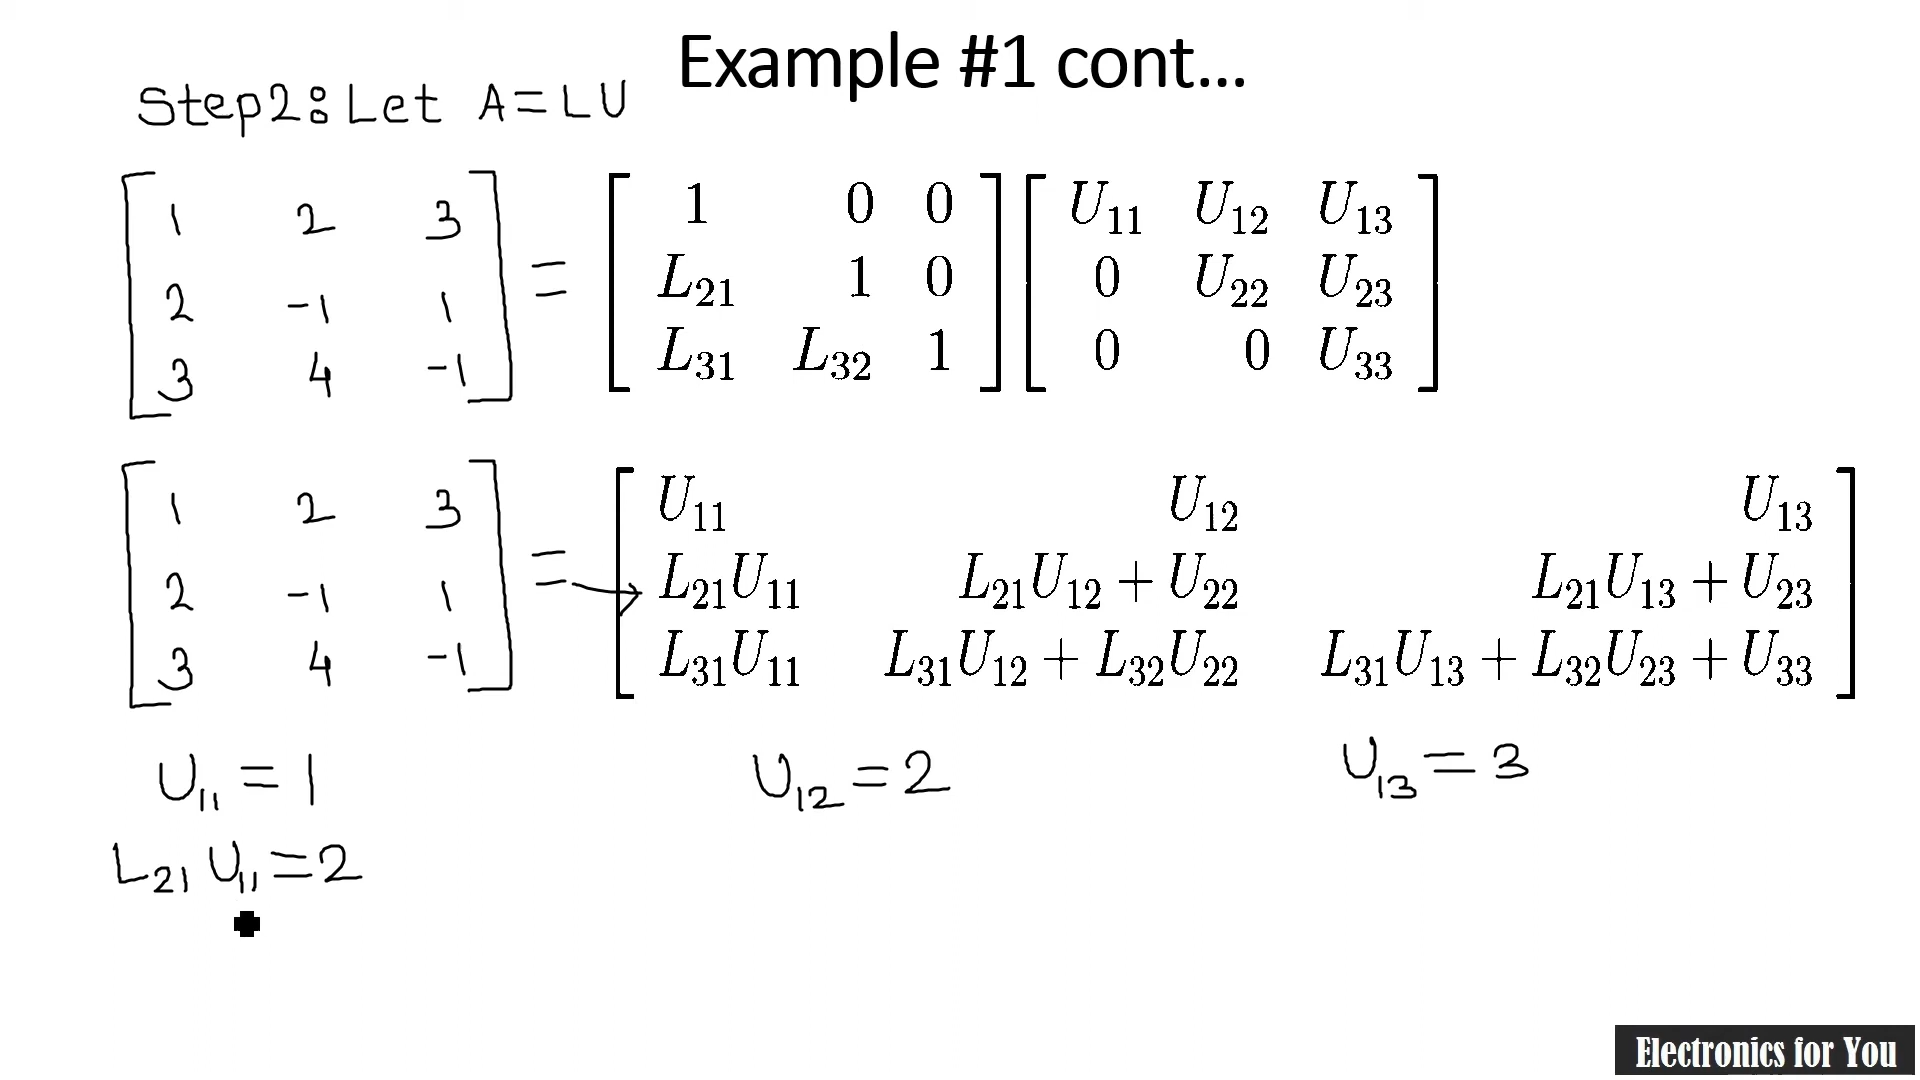 Example #1 cont...
Step2: Let A=LU
1 2 3 1 0 0 U11 U12 U13
2 -1 1 = L21 1 0 0 U22 U23
3 4 -1 L31 L32 1 0 0 U33
1 2 3 U11 U12 U13
2 -1 1 = L21U11 L21U12 + U22 L21U13 + U23
3 4 -1 L31U11 L31U12 + L32U22 L31U13 + L32U23 + U33
U11 = 1 U12 = 2 U13 = 3
L21 U11 = 2
Electronics for You